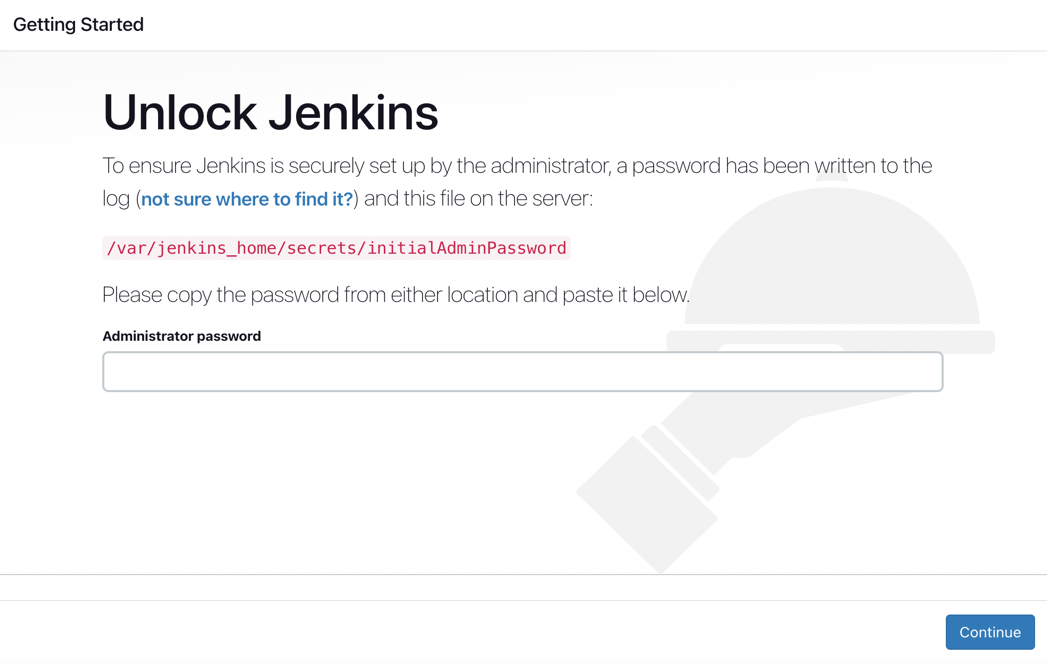 Getting Started
Unlock Jenkins
To ensure Jenkins is securely set up by the administrator, a password has been written to the
log (not sure where to find it?) and this file on the server:
/var/jenkins_home/secrets/initialAdminPassword
Please copy the password from either location and paste it below.
Administrator password
Continue